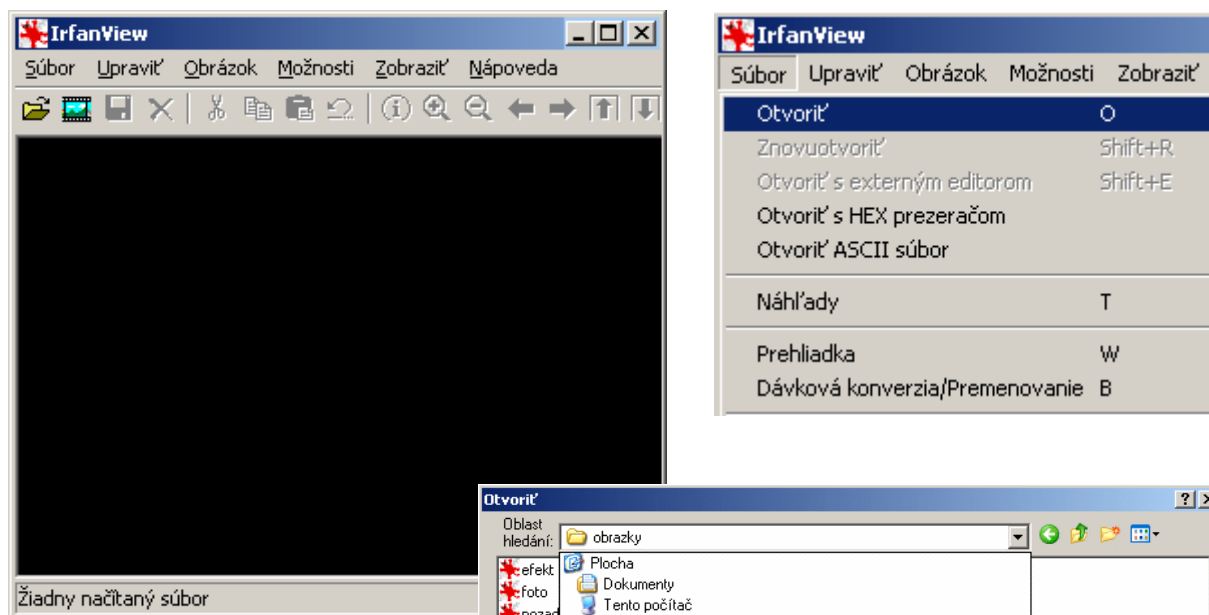 IrfanView
Súbor Upraviť Obrázok Možnosti Zobraziť Nápoveda
Žiadny načítaný súbor
IrfanView
Súbor Upraviť Obrázok Možnosti Zobraziť
Otvoriť O
Znovuotvoriť Shift+R
Otvoriť s externým editorom Shift+E
Otvoriť s HEX prezeračom
Otvoriť ASCII súbor
Náhľady T
Prehliadka W
Dávková konverzia/Premenovanie B
Otvoriť
Oblast
hledání: obrazky
efekt Plocha
Dokumenty
foto
Tento počítač